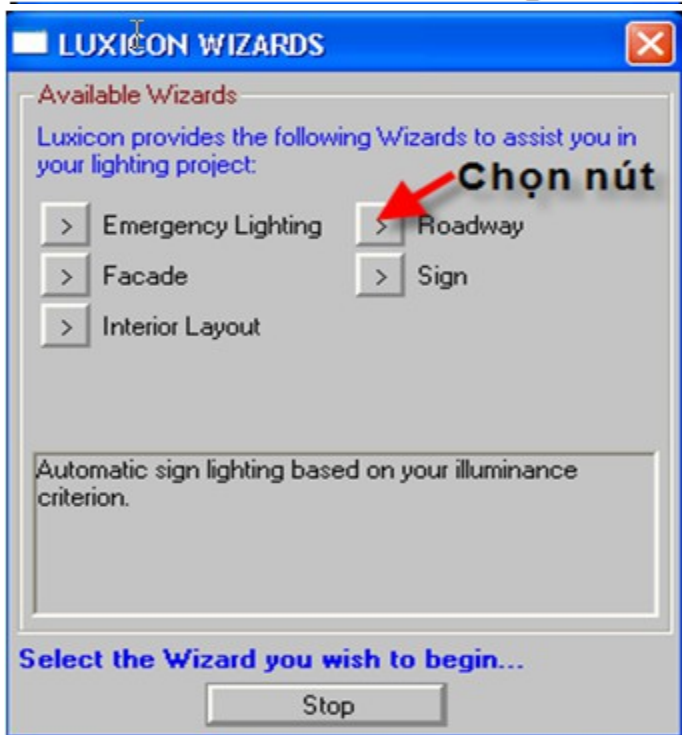 LUXICON WIZARDS
Available Wizards
Luxicon provides the following Wizards to assist you in
your lighting project:
Chọn nút
> Emergency Lighting > Roadway
> Facade > Sign
> Interior Layout
Automatic sign lighting based on your illuminance
criterion.
Select the Wizard you wish to begin...
Stop